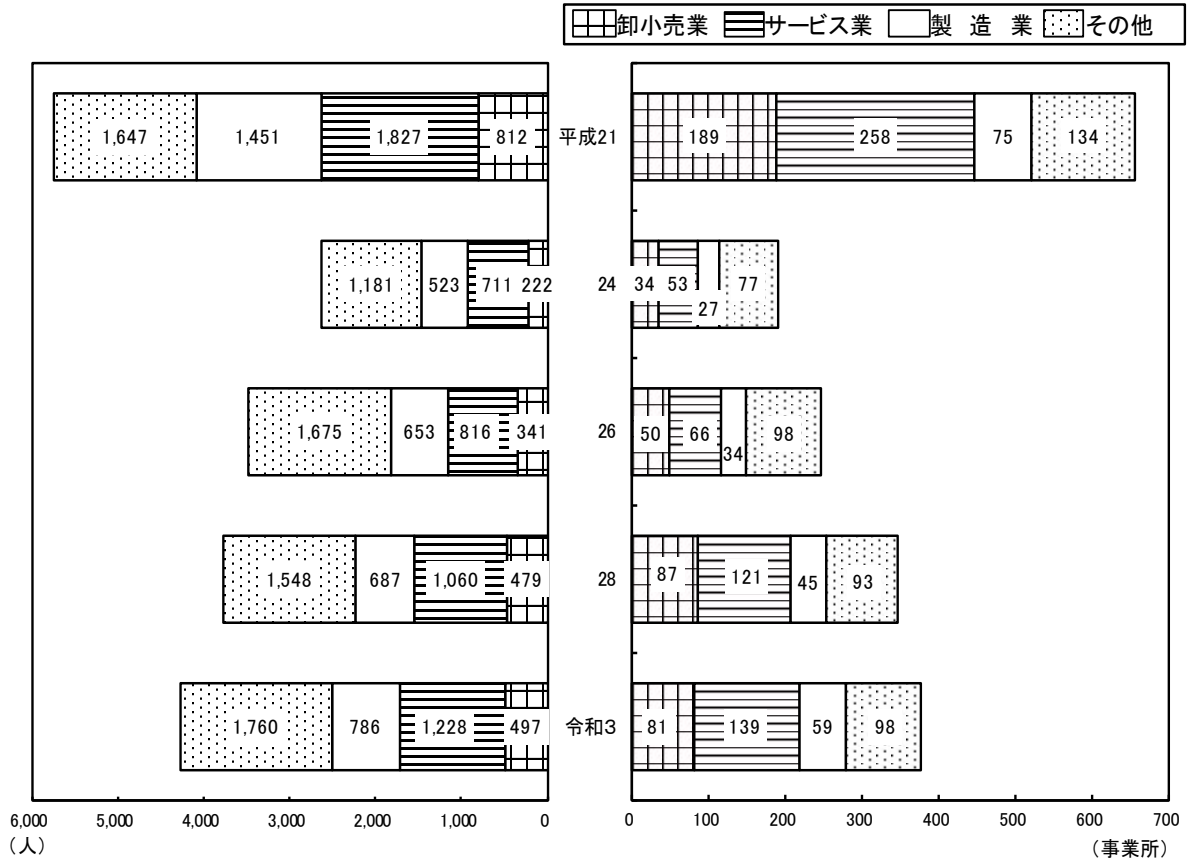 卸小売業 サービス業 製造業 その他
1,647 1,451 1,827 812 平成21 189 258 75 134
1,181 523 711 222 24 34 53 27 77
1,675 653 816 341 26 50 66 34 98
1,548 687 1,060 479 28 87 121 45 93
1,760 786 1,228 497 令和3 81 139 59 98
6,000 5,000 4,000 3,000 2,000 1,000 0 0 100 200 300 400 500 600 700
(人) (事業所)